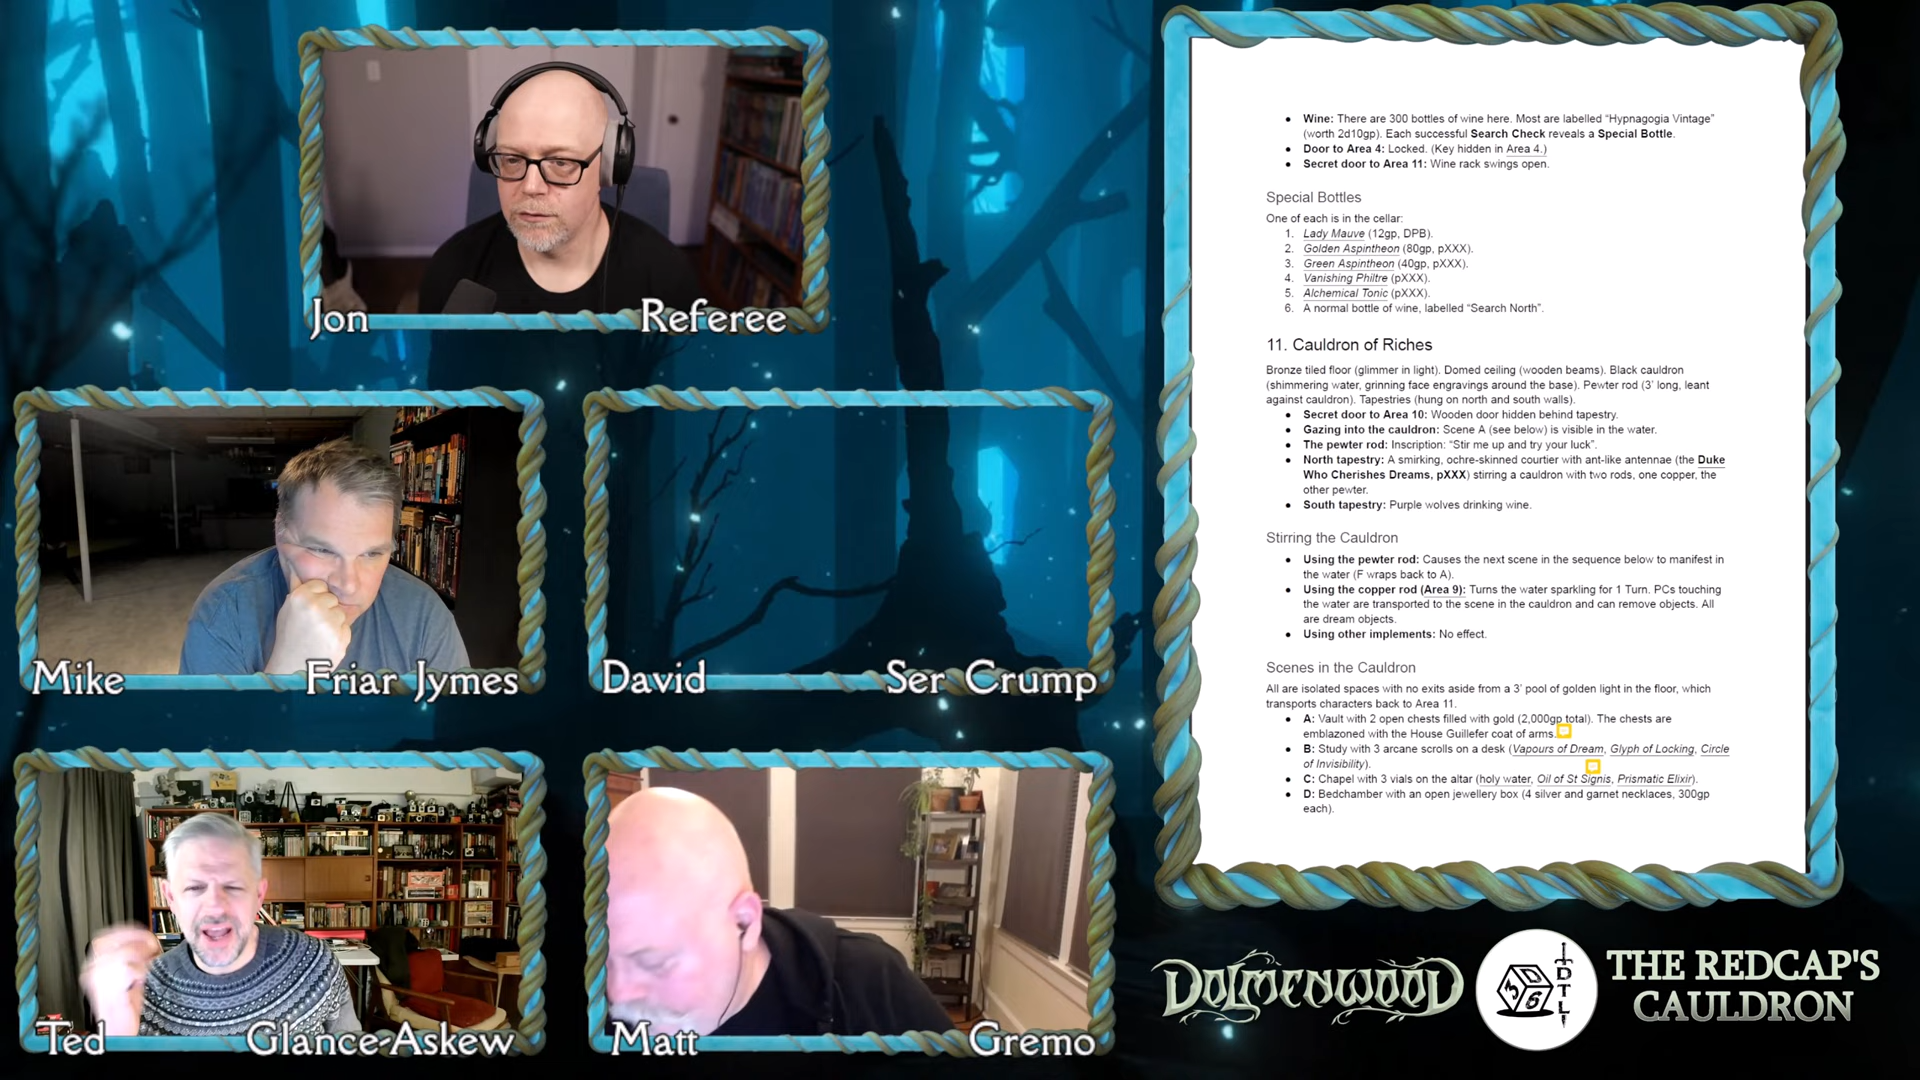 Jon
Referee
Mike
Friar Jymes
David
Ser Crump
Ted
Glance-Askew
Matt
Gremo
● Wine: There are 300 bottles of wine here. Most are labelled “Hypnagogia Vintage”
(worth 2d10gp). Each successful Search Check reveals a Special Bottle.
● Door to Area 4: Locked. (Key hidden in Area 4.)
● Secret door to Area 11: Wine rack swings open.
Special Bottles
One of each is in the cellar:
1. Lady Mauve (12gp, DPB).
2. Golden Aspintheon (80gp, pXXX).
3. Green Aspintheon (40gp, pXXX).
4. Vanishing Philtre (pXXX).
5. Alchemical Tonic (pXXX).
6. A normal bottle of wine, labelled “Search North”.
11. Cauldron of Riches
Bronze tiled floor (glimmer in light). Domed ceiling (wooden beams). Black cauldron
(shimmering water, grinning face engravings around the base). Pewter rod (3’ long, leant
against cauldron). Tapestries (hung on north and south walls).
● Secret door to Area 10: Wooden door hidden behind tapestry.
● Gazing into the cauldron: Scene A (see below) is visible in the water.
● The pewter rod: Inscription: “Stir me up and try your luck”.
● North tapestry: A smirking, ochre-skinned courtier with ant-like antennae (the Duke
Who Cherishes Dreams, pXXX) stirring a cauldron with two rods, one copper, the
other pewter.
● South tapestry: Purple wolves drinking wine.
Stirring the Cauldron
● Using the pewter rod: Causes the next scene in the sequence below to manifest in
the water (F wraps back to A).
● Using the copper rod (Area 9): Turns the water sparkling for 1 Turn. PCs touching
the water are transported to the scene in the cauldron and can remove objects. All
are dream objects.
● Using other implements: No effect.
Scenes in the Cauldron
All are isolated spaces with no exits aside from a 3’ pool of golden light in the floor, which
transports characters back to Area 11.
● A: Vault with 2 open chests filled with gold (2,000gp total). The chests are
emblazoned with the House Guillefer coat of arms.
● B: Study with 3 arcane scrolls on a desk (Vapours of Dream, Glyph of Locking, Circle
of Invisibility).
● C: Chapel with 3 vials on the altar (holy water, Oil of St Signis, Prismatic Elixir).
● D: Bedchamber with an open jewellery box (4 silver and garnet necklaces, 300gp
each).
DOLMENWOOD
3D6
DTL
THE REDCAP'S
CAULDRON